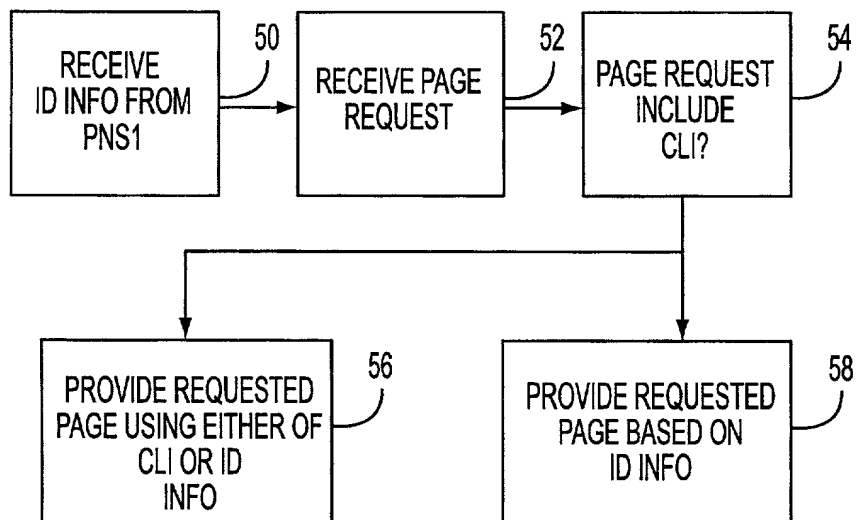 50
RECEIVE
ID INFO FROM
PNS1
52
RECEIVE PAGE
REQUEST
54
PAGE REQUEST
INCLUDE
CLI?
56
PROVIDE REQUESTED
PAGE USING EITHER OF
CLI OR ID
INFO
58
PROVIDE REQUESTED
PAGE BASED ON
ID INFO